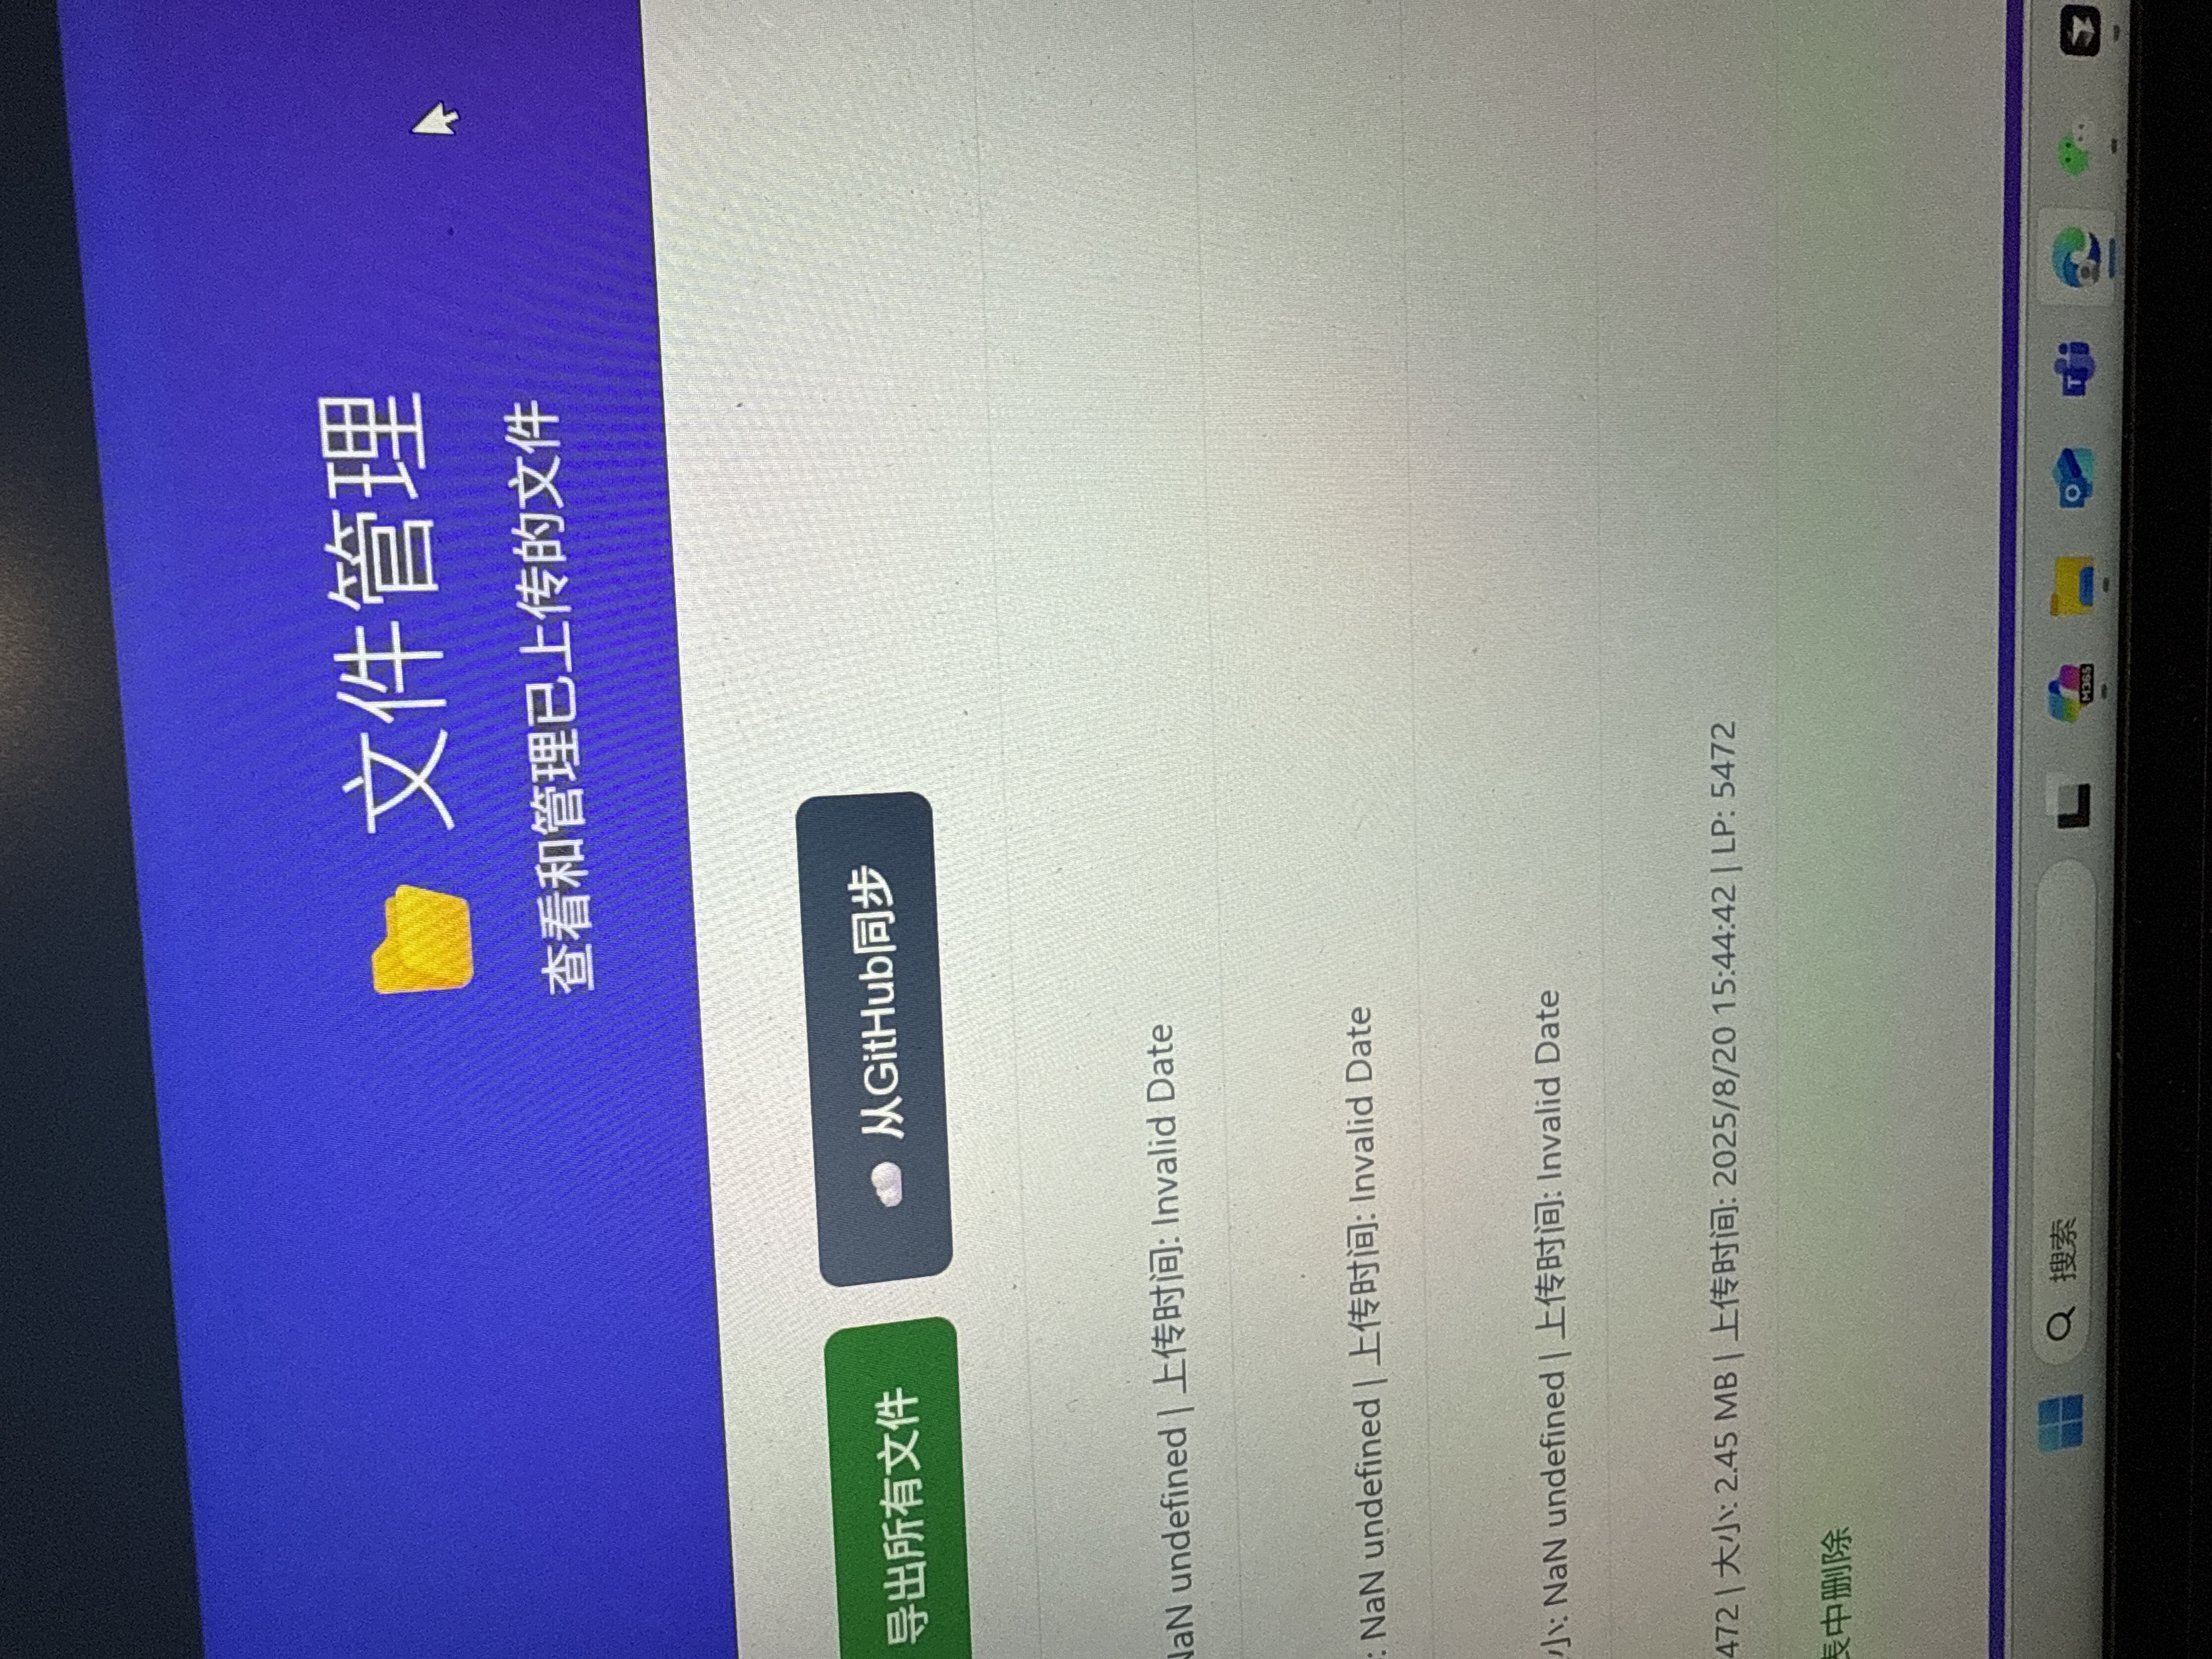 文件管理
查看和管理已上传的文件
导出所有文件
从GitHub同步
NaN undefined | 上传时间: Invalid Date
: NaN undefined | 上传时间: Invalid Date
小: NaN undefined | 上传时间: Invalid Date
472 | 大小: 2.45 MB | 上传时间: 2025/8/20 15:44:42 | LP: 5472
表中删除
搜索
M365